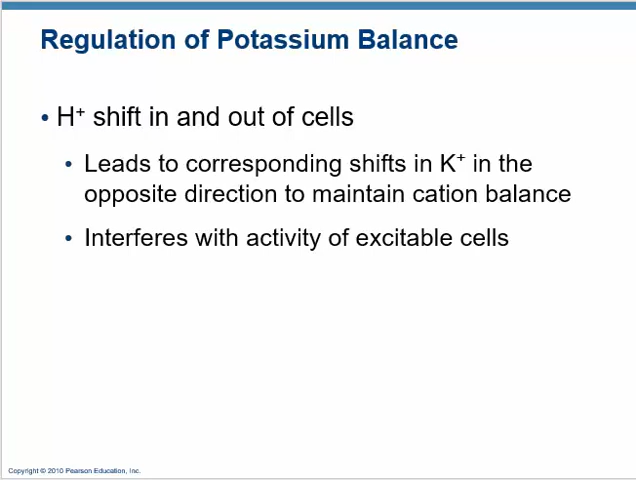 Regulation of Potassium Balance
• H⁺ shift in and out of cells
• Leads to corresponding shifts in K⁺ in the
opposite direction to maintain cation balance
• Interferes with activity of excitable cells
Copyright © 2010 Pearson Education, Inc.